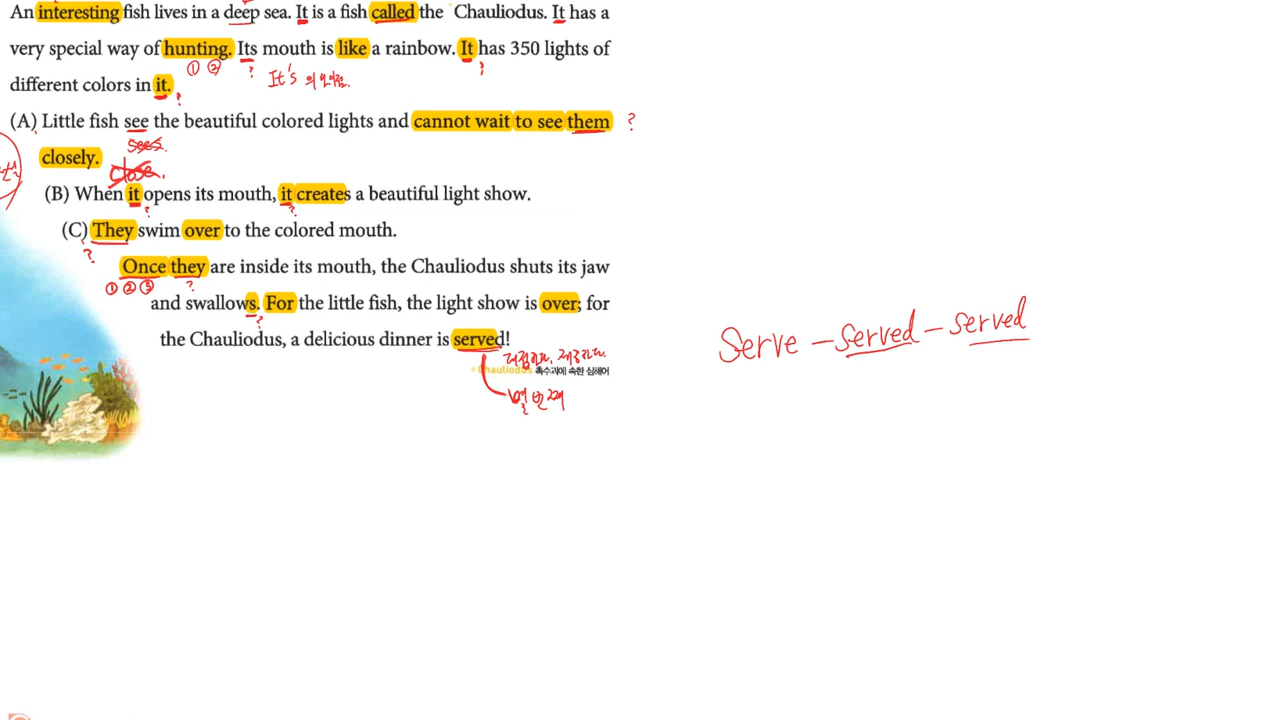 An interesting fish lives in a deep sea. It is a fish called the *Chauliodus. It has a
very special way of hunting. Its mouth is like a rainbow. It has 350 lights of
① ② ? It's ?
different colors in it.
?
(A) Little fish see the beautiful colored lights and cannot wait to see them ?
sees.
closely. close.
(B) When it opens its mouth, it creates a beautiful light show.
? ?
(C) They swim over to the colored mouth.
?
Once they are inside its mouth, the Chauliodus shuts its jaw
① ② ③ ?
and swallows. For the little fish, the light show is over; for
?
the Chauliodus, a delicious dinner is served!
Serve - served - served
*Chauliodus 촉수과에 속한 심해어
몇 번째